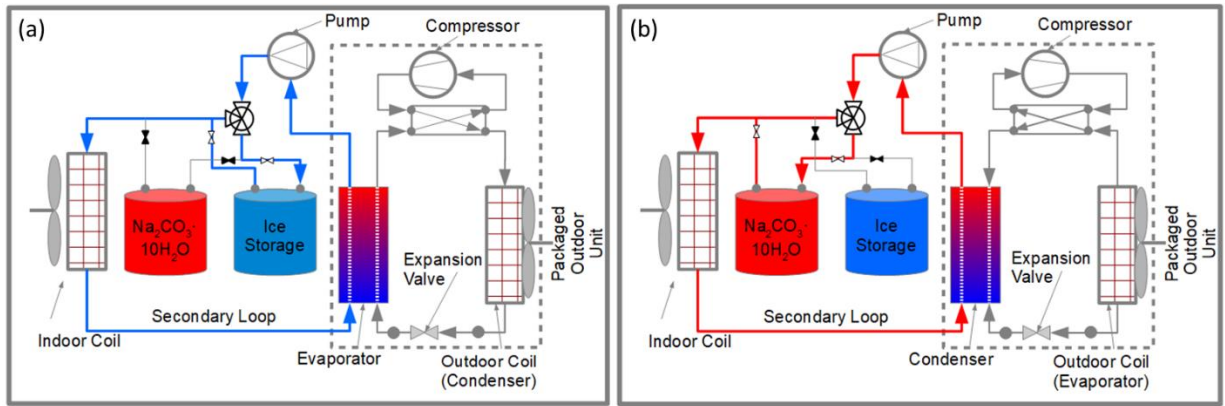 (a)
Pump
Compressor
Na₂CO₃·
10H₂O
Ice
Storage
Expansion
Valve
Packaged
Outdoor
Unit
Secondary Loop
Indoor Coil
Evaporator
Outdoor Coil
(Condenser)
(b)
Pump
Compressor
Na₂CO₃·
10H₂O
Ice
Storage
Expansion
Valve
Packaged
Outdoor
Unit
Secondary Loop
Indoor Coil
Condenser
Outdoor Coil
(Evaporator)